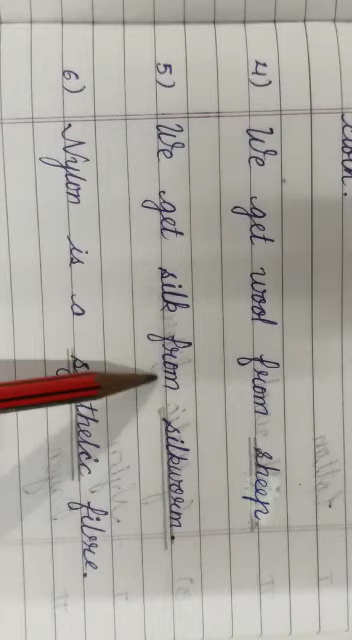 4) We get wool from sheep.
5) We get silk from silkworm.
6) Nylon is a thetic fibre.